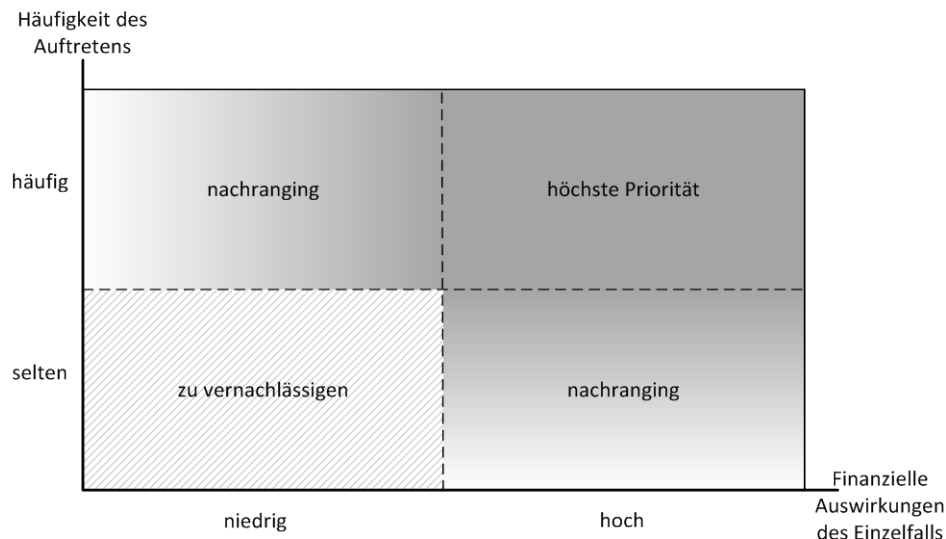 Häufigkeit des
Auftretens
häufig
nachranging
höchste Priorität
selten
zu vernachlässigen
nachranging
niedrig
hoch
Finanzielle
Auswirkungen
des Einzelfalls